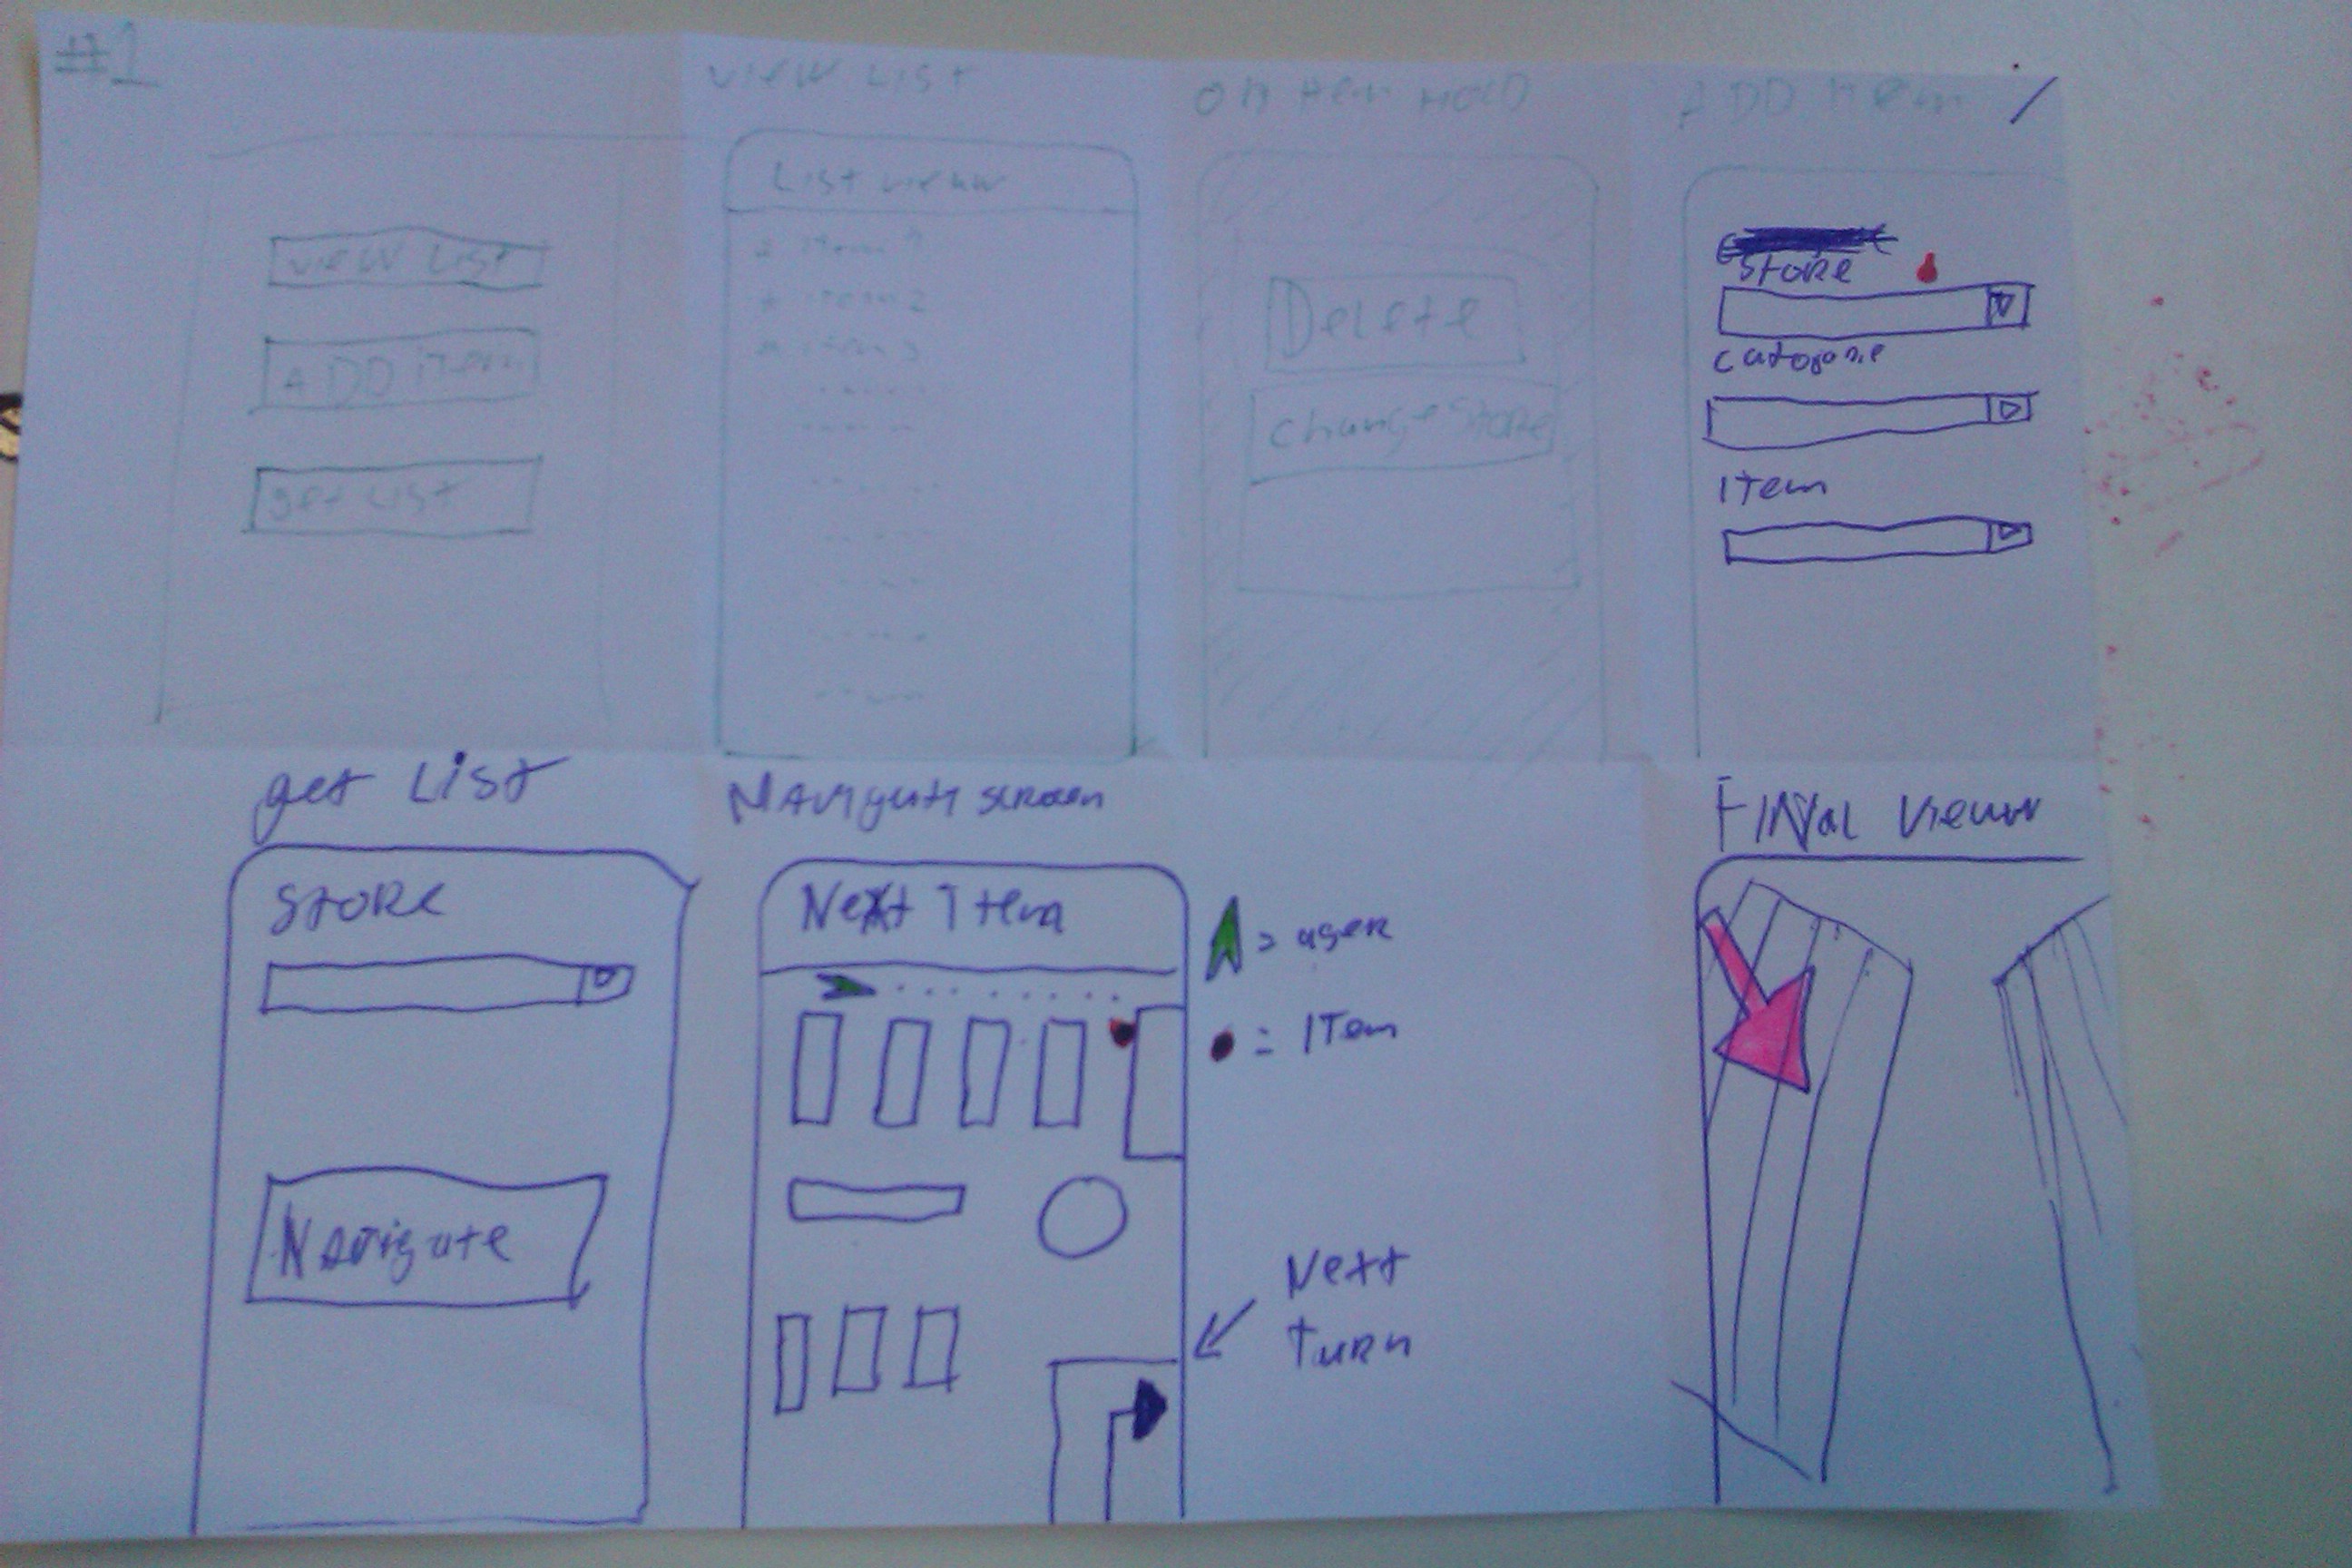 #1
VIEW LIST
ADD item
get LIST
VIEW LIST
LIST view
* item 1
* item 2
* item 3
ON item HOLD
Delete
change STORE
ADD item
STORE
catogorie
ITem
get LIST
STORE
Navigate
Navigate screen
Next Item
= user
= ITem
Next
Turn
FINal view